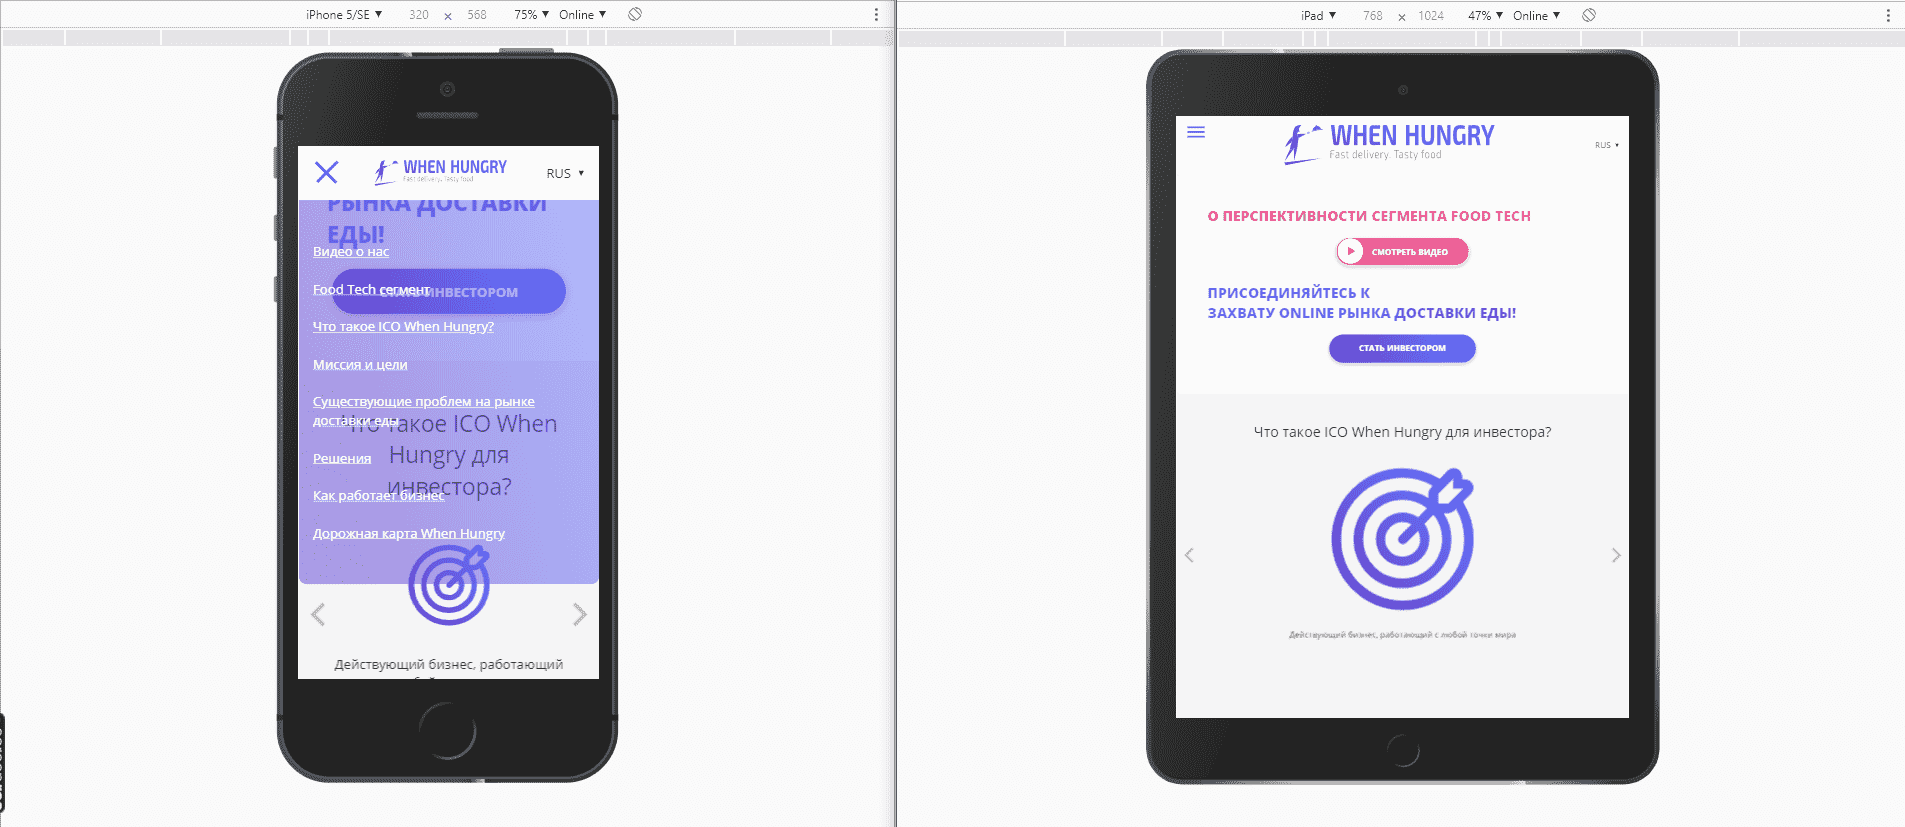 iPhone 5/SE ▼ 320 × 568 75% ▼ Online ▼
WHEN HUNGRY
Fast delivery. Tasty food
RUS ▼
РЫНКА ДОСТАВКИ
ЕДЫ!
Видео о нас
Food Tech сегмент
СТАТЬ ИНВЕСТОРОМ
Что такое ICO When Hungry?
Миссия и цели
Существующие проблем на рынке
доставки еды
Что такое ICO When
Hungry для
инвестора?
Решения
Как работает бизнес
Дорожная карта When Hungry
Действующий бизнес, работающий
iPad ▼ 768 × 1024 47% ▼ Online ▼
WHEN HUNGRY
Fast delivery. Tasty food
RUS ▼
О ПЕРСПЕКТИВНОСТИ СЕГМЕНТА FOOD TECH
СМОТРЕТЬ ВИДЕО
ПРИСОЕДИНЯЙТЕСЬ К
ЗАХВАТУ ONLINE РЫНКА ДОСТАВКИ ЕДЫ!
СТАТЬ ИНВЕСТОРОМ
Что такое ICO When Hungry для инвестора?
Действующий бизнес, работающий с любой точки мира